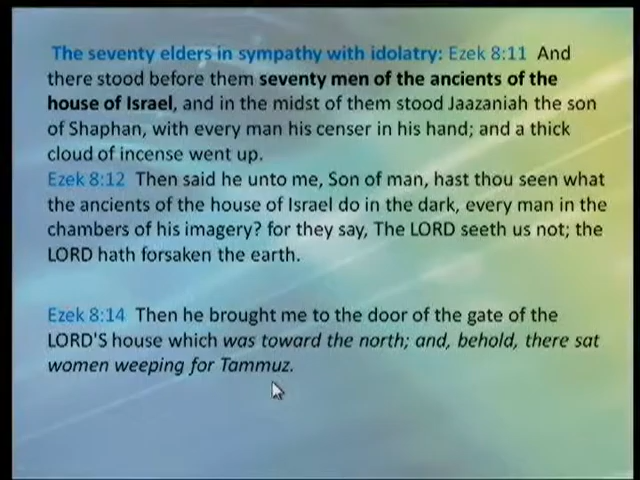 The seventy elders in sympathy with idolatry: Ezek 8:11  And
there stood before them seventy men of the ancients of the
house of Israel, and in the midst of them stood Jaazaniah the son
of Shaphan, with every man his censer in his hand; and a thick
cloud of incense went up.
Ezek 8:12  Then said he unto me, Son of man, hast thou seen what
the ancients of the house of Israel do in the dark, every man in the
chambers of his imagery? for they say, The LORD seeth us not; the
LORD hath forsaken the earth.
Ezek 8:14  Then he brought me to the door of the gate of the
LORD'S house which was toward the north; and, behold, there sat
women weeping for Tammuz.